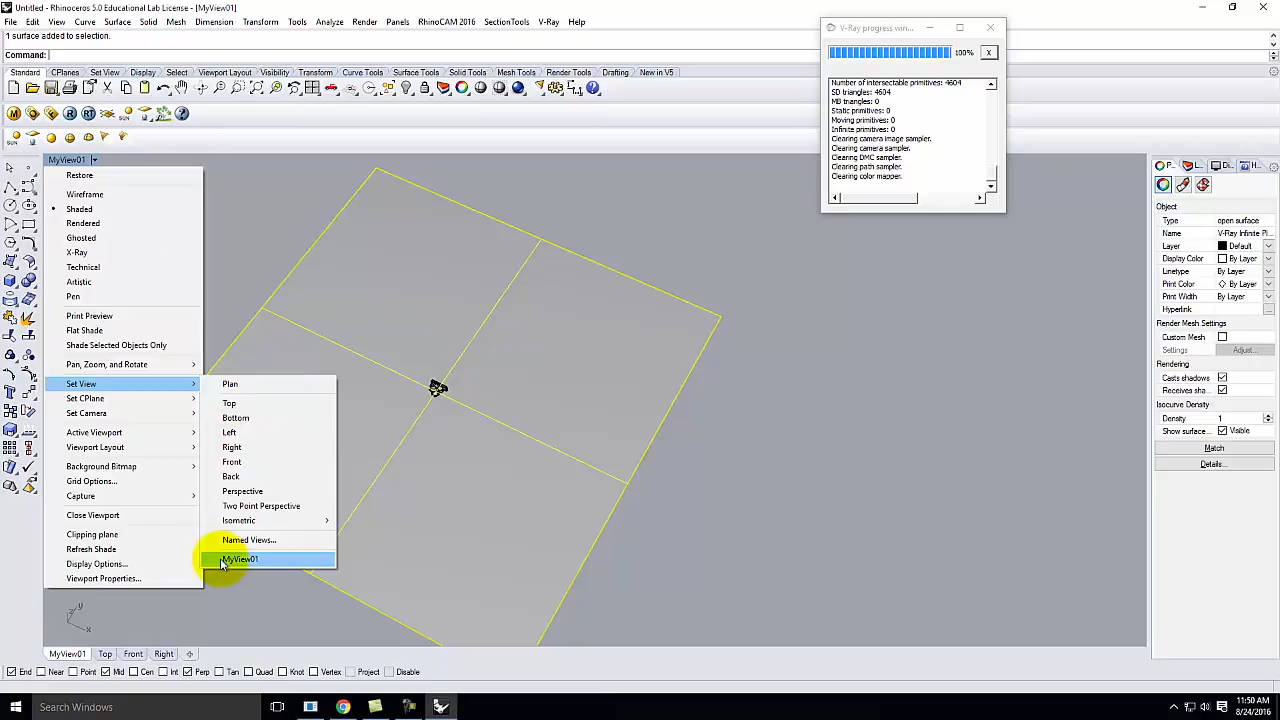 Untitled - Rhinoceros 5.0 Educational Lab License - [MyView01]
File Edit View Curve Surface Solid Mesh Dimension Transform Tools Analyze Render Panels RhinoCAM 2016 SectionTools V-Ray Help
1 surface added to selection.
Command:
Standard CPlanes Set View Display Select Viewport Layout Visibility Transform Curve Tools Surface Tools Solid Tools Mesh Tools Render Tools Drafting New in V5
V-Ray progress win...
100%
X
Number of intersectable primitives: 4604
SD triangles: 4604
MB triangles: 0
Static primitives: 0
Moving primitives: 0
Infinite primitives: 0
Clearing camera image sampler.
Clearing camera sampler.
Clearing DMC sampler.
Clearing path sampler.
Clearing color mapper.
MyView01
Restore
Wireframe
Shaded
Rendered
Ghosted
X-Ray
Technical
Artistic
Pen
Print Preview
Flat Shade
Shade Selected Objects Only
Pan, Zoom, and Rotate
Set View
Set CPlane
Set Camera
Active Viewport
Viewport Layout
Background Bitmap
Grid Options...
Capture
Close Viewport
Clipping plane
Refresh Shade
Display Options...
Viewport Properties...
Plan
Top
Bottom
Left
Right
Front
Back
Perspective
Two Point Perspective
Isometric
Named Views...
MyView01
Object
Type open surface
Name V-Ray Infinite Pl...
Layer Default
Display Color By Layer
Linetype By Layer
Print Color By Layer
Print Width By Layer
Hyperlink
Render Mesh Settings
Custom Mesh
Settings Adjust...
Rendering
Casts shadows
Receives sha...
Isocurve Density
Density 1
Show surface... Visible
Match
Details...
z y
x
MyView01 Top Front Right
End Near Point Mid Cen Int Perp Tan Quad Knot Vertex Project Disable
Search Windows
11:50 AM
8/24/2016